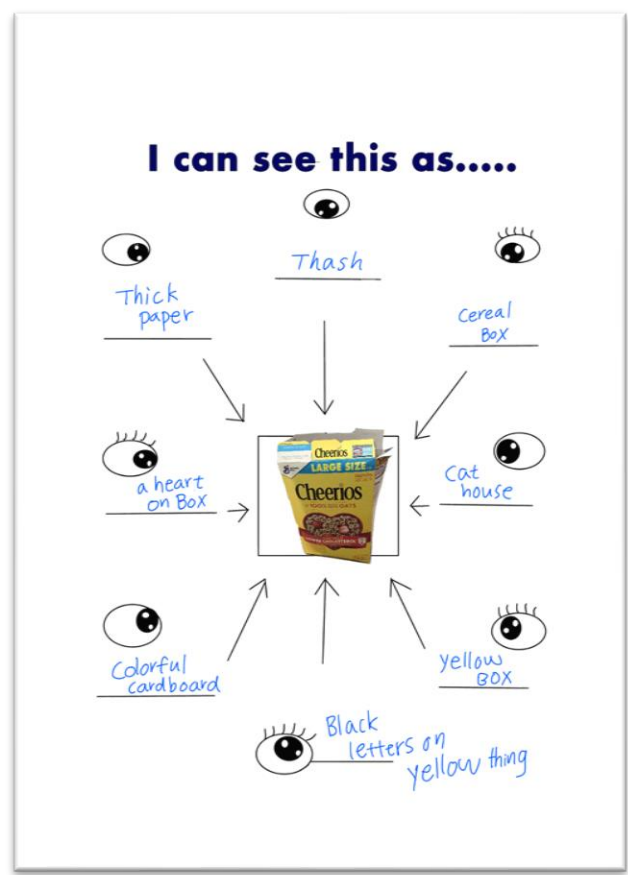 I can see this as.....
Thash
Thick
paper
Cereal
Box
a heart
on Box
Cat
house
Cheerios
LARGE SIZE
Cheerios
Colorful
cardboard
Yellow
BOX
Black
letters on
yellow thing